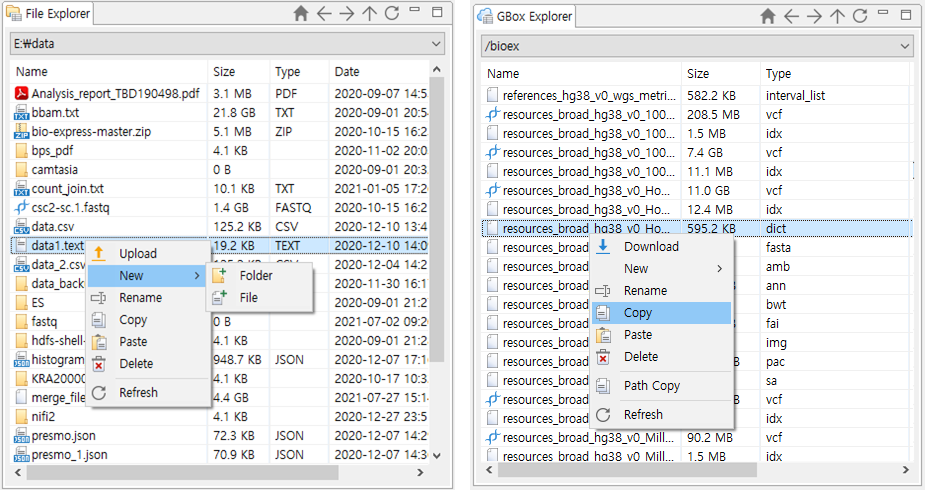 File Explorer
E:₩data
Name Size Type Date
Analysis_report_TBD190498.pdf 3.1 MB PDF 2020-09-07 14:5
bbam.txt 21.8 GB TXT 2020-09-01 20:5
bio-express-master.zip 5.1 MB ZIP 2020-10-15 16:2
bps_pdf 4.1 KB 2020-11-02 20:0
camtasia 0 B 2020-09-01 20:3
count_join.txt 10.1 KB TXT 2021-01-05 17:2
csc2-sc.1.fastq 1.4 GB FASTQ 2020-10-15 16:2
data.csv 125.2 KB CSV 2020-12-10 13:4
data1.text 19.2 KB TEXT 2020-12-10 14:0
data_2.csv 2020-12-04 14:2
data_back 2020-11-30 16:1
ES 2020-09-01 21:2
fastq 0 B 2021-07-02 09:2
hdfs-shell- 4.1 KB 2020-09-01 21:2
histogram 948.7 KB JSON 2020-12-07 17:1
KRA20000 4.1 KB 2020-10-17 10:3
merge_file 4.4 GB 2021-07-27 15:1
nifi2 4.1 KB 2020-12-27 23:5
presmo.json 72.3 KB JSON 2020-12-07 14:2
presmo_1.json 70.9 KB JSON 2020-12-07 14:3
Upload
New
Rename
Copy
Paste
Delete
Refresh
Folder
File
GBox Explorer
/bioex
Name Size Type
references_hg38_v0_wgs_metri... 582.2 KB interval_list
resources_broad_hg38_v0_100... 208.5 MB vcf
resources_broad_hg38_v0_100... 1.5 MB idx
resources_broad_hg38_v0_100... 7.4 GB vcf
resources_broad_hg38_v0_100... 11.1 MB idx
resources_broad_hg38_v0_Ho... 11.0 GB vcf
resources_broad_hg38_v0_Ho... 12.4 MB idx
resources_broad_hg38_v0_Ho... 595.2 KB dict
resources_b fasta
resources_b amb
resources_b ann
resources_b bwt
resources_b fai
resources_b img
resources_b pac
resources_b sa
resources_b vcf
resources_b idx
resources_broad_hg38_v0_Mill... 90.2 MB vcf
resources_broad_hg38_v0_Mill... 1.5 MB idx
Download
New
Rename
Copy
Paste
Delete
Path Copy
Refresh